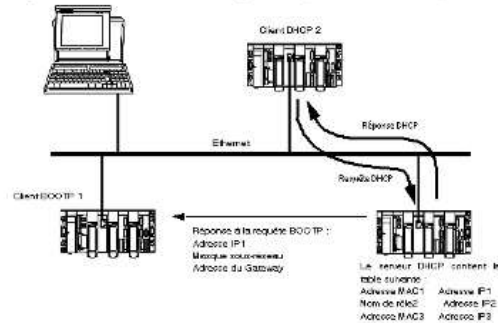 Client DHCP 2
Réponse DHCP
Ethernet
Requête DHCP
Client BOOTP 1
Réponse à la requête BOOTP :
Adresse IP1
Masque sous-reseau
Adresse du Gateway
Le serveur DHCP contient la
table suivante :
Adresse MAC1 Adresse IP1
Nom de rôle2 Adresse IP2
Adresse MAC3 Adresse IP3